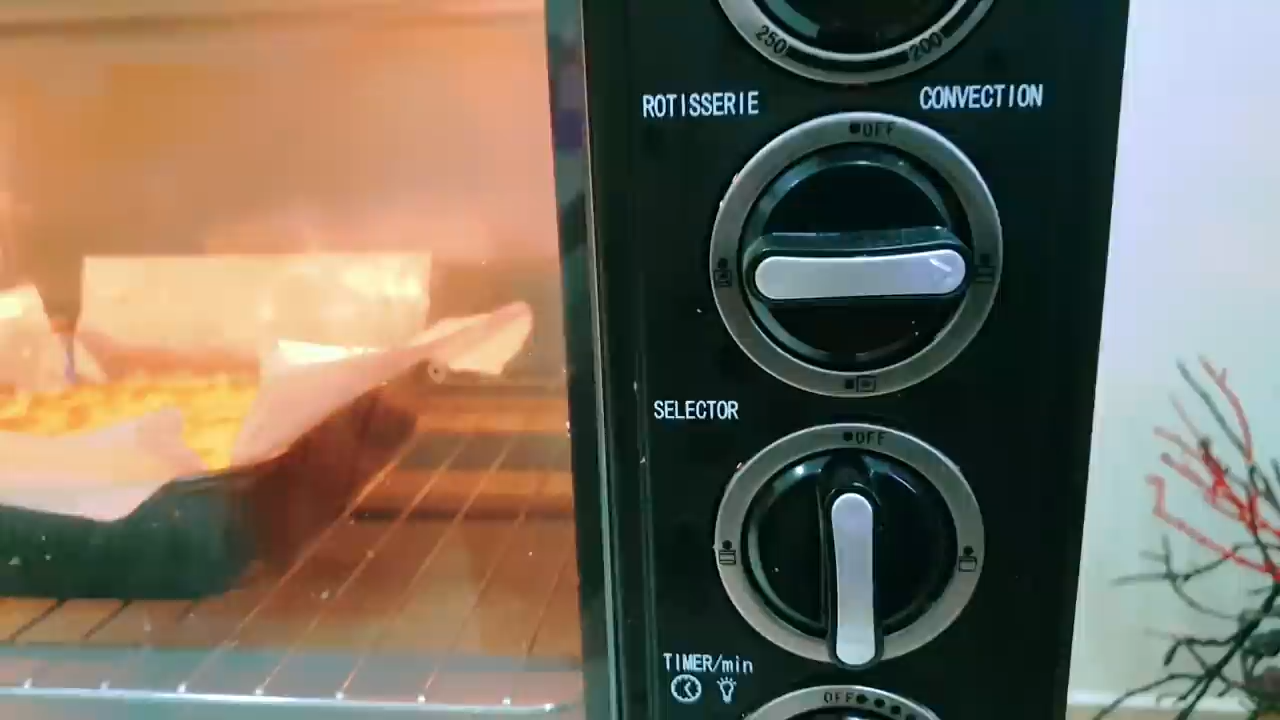 250 200
ROTISSERIE CONVECTION
OFF
SELECTOR
OFF
TIMER/min
OFF